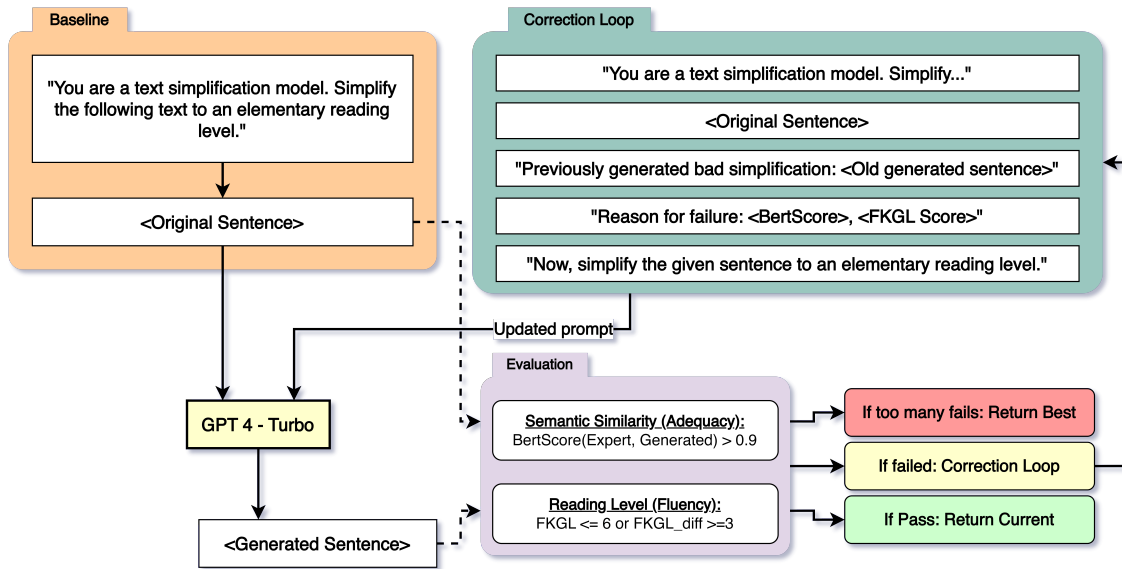 Baseline
"You are a text simplification model. Simplify
the following text to an elementary reading
level."
<Original Sentence>
GPT 4 - Turbo
<Generated Sentence>
Correction Loop
"You are a text simplification model. Simplify..."
<Original Sentence>
"Previously generated bad simplification: <Old generated sentence>"
"Reason for failure: <BertScore>, <FKGL Score>"
"Now, simplify the given sentence to an elementary reading level."
Updated prompt
Evaluation
Semantic Similarity (Adequacy):
BertScore(Expert, Generated) > 0.9
Reading Level (Fluency):
FKGL <= 6 or FKGL_diff >=3
If too many fails: Return Best
If failed: Correction Loop
If Pass: Return Current